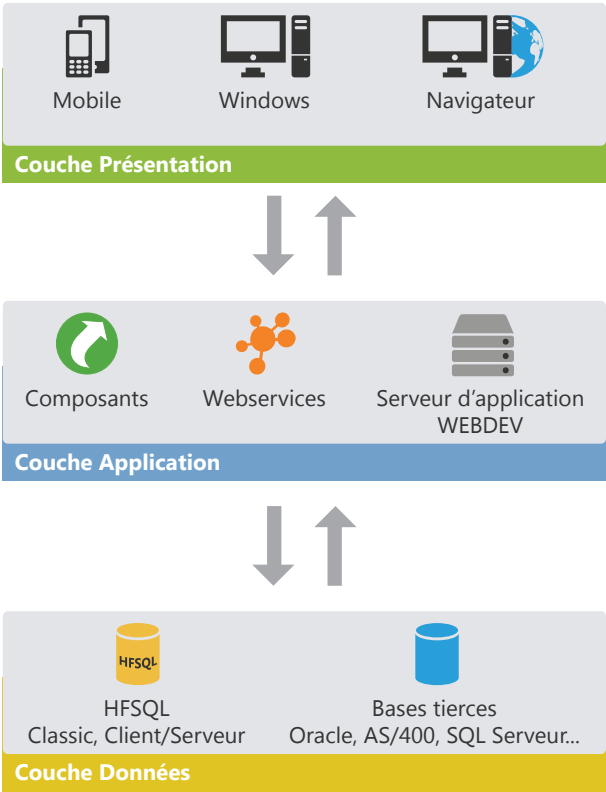 Mobile
Windows
Navigateur
Couche Présentation
Composants
Webservices
Serveur d’application
WEBDEV
Couche Application
HFSQL
HFSQL
Classic, Client/Serveur
Bases tierces
Oracle, AS/400, SQL Serveur...
Couche Données